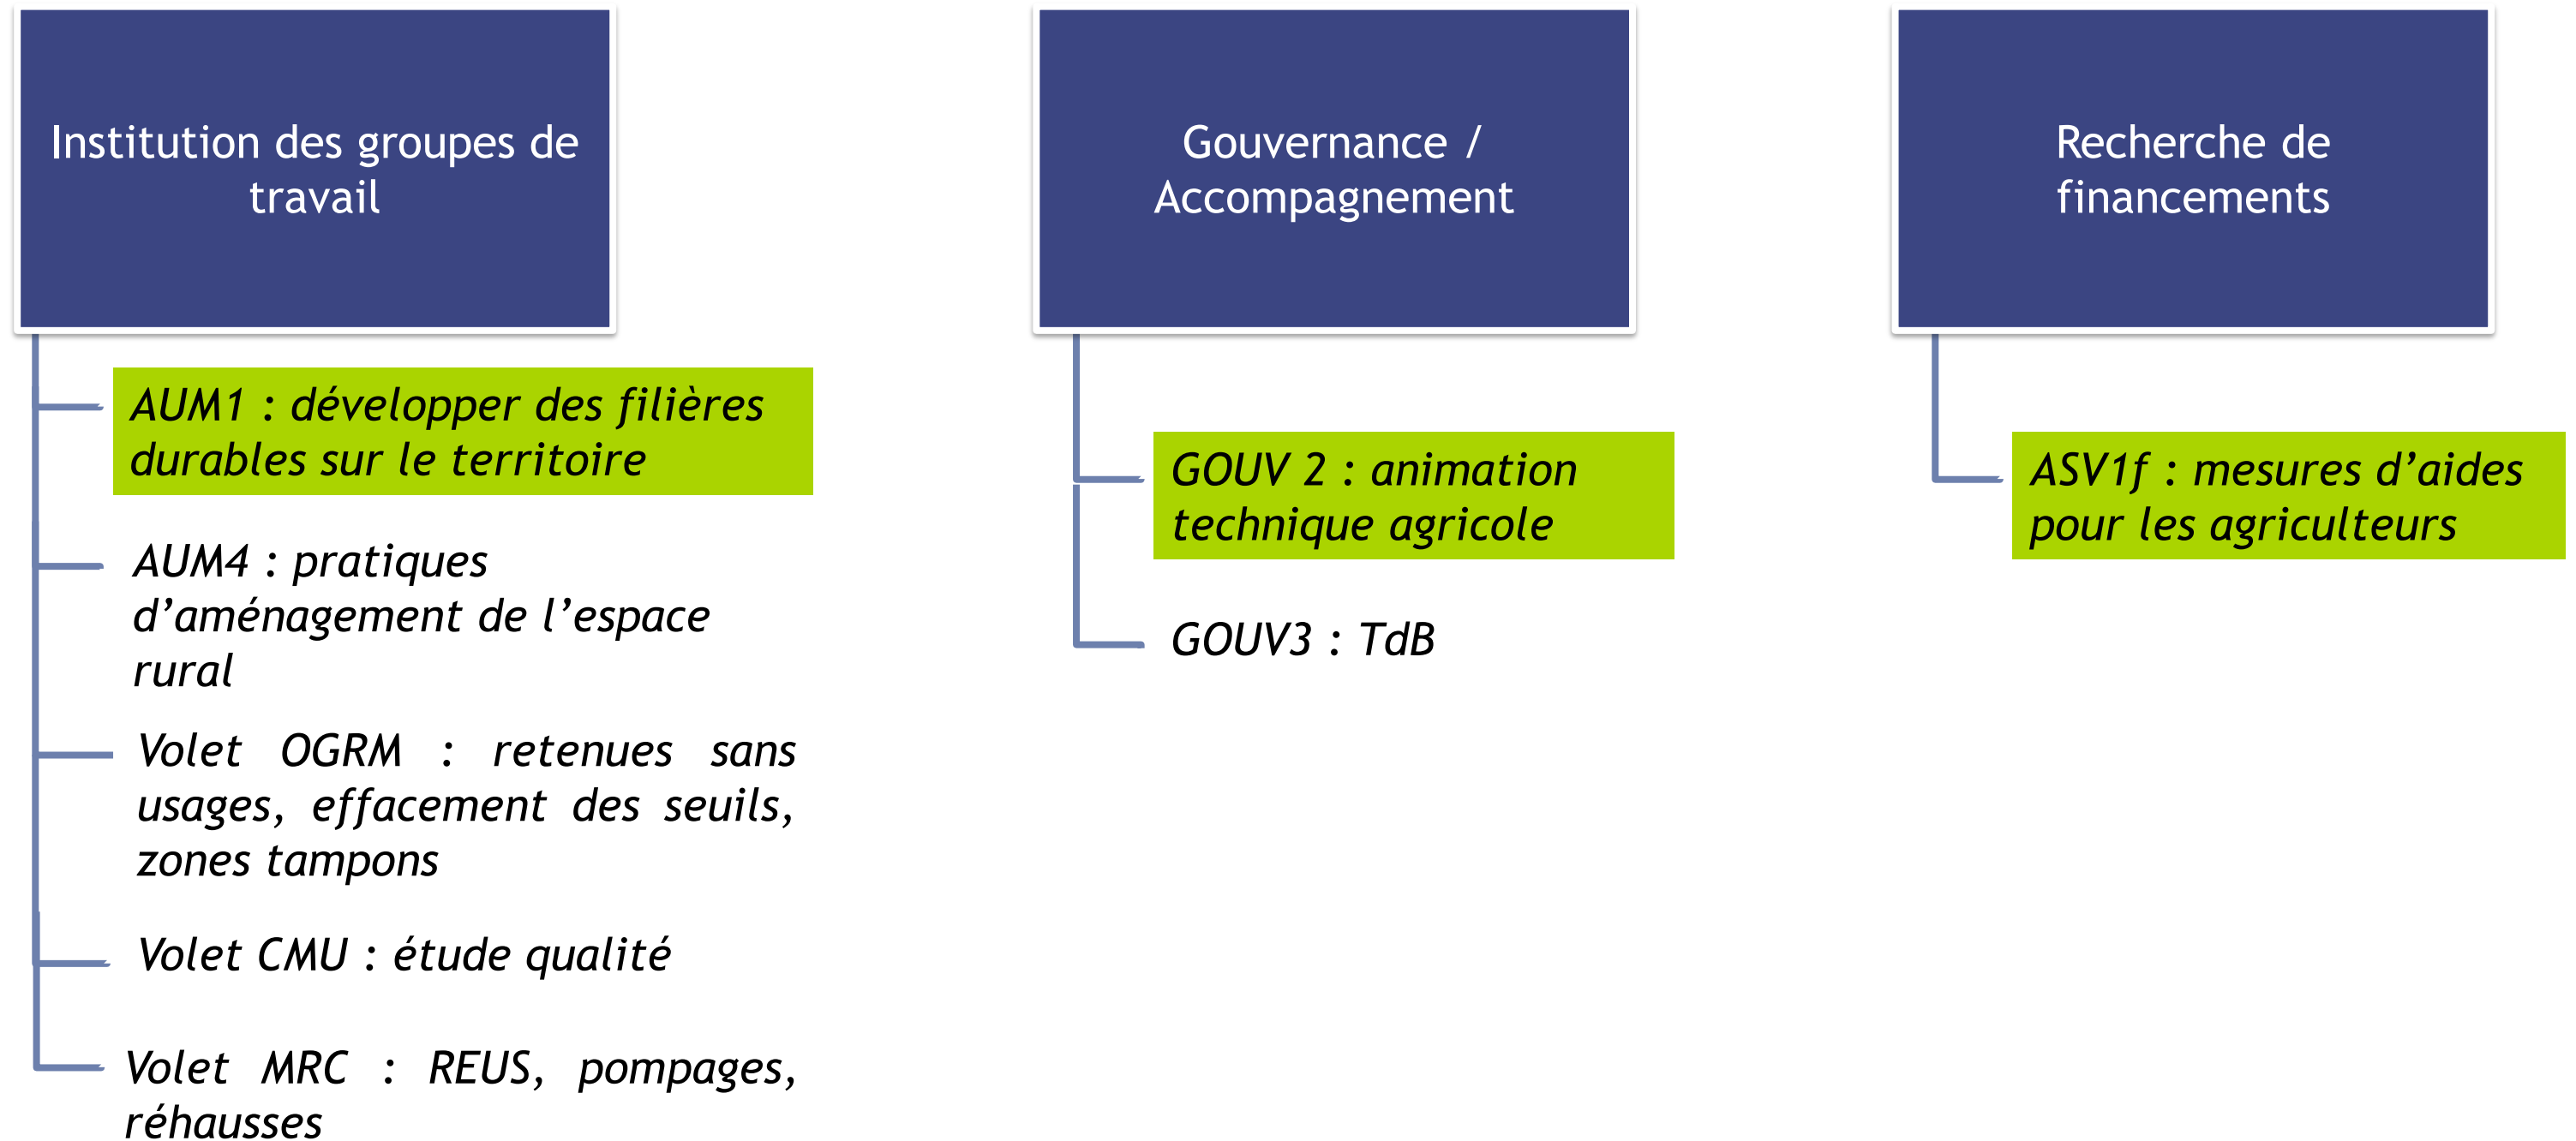 Institution des groupes de
travail
AUM1 : développer des filières
durables sur le territoire
AUM4 : pratiques
d’aménagement de l’espace
rural
Volet OGRM : retenues sans
usages, effacement des seuils,
zones tampons
Volet CMU : étude qualité
Volet MRC : REUS, pompages,
réhausses
Gouvernance /
Accompagnement
GOUV 2 : animation
technique agricole
GOUV3 : TdB
Recherche de
financements
ASV1f : mesures d’aides
pour les agriculteurs